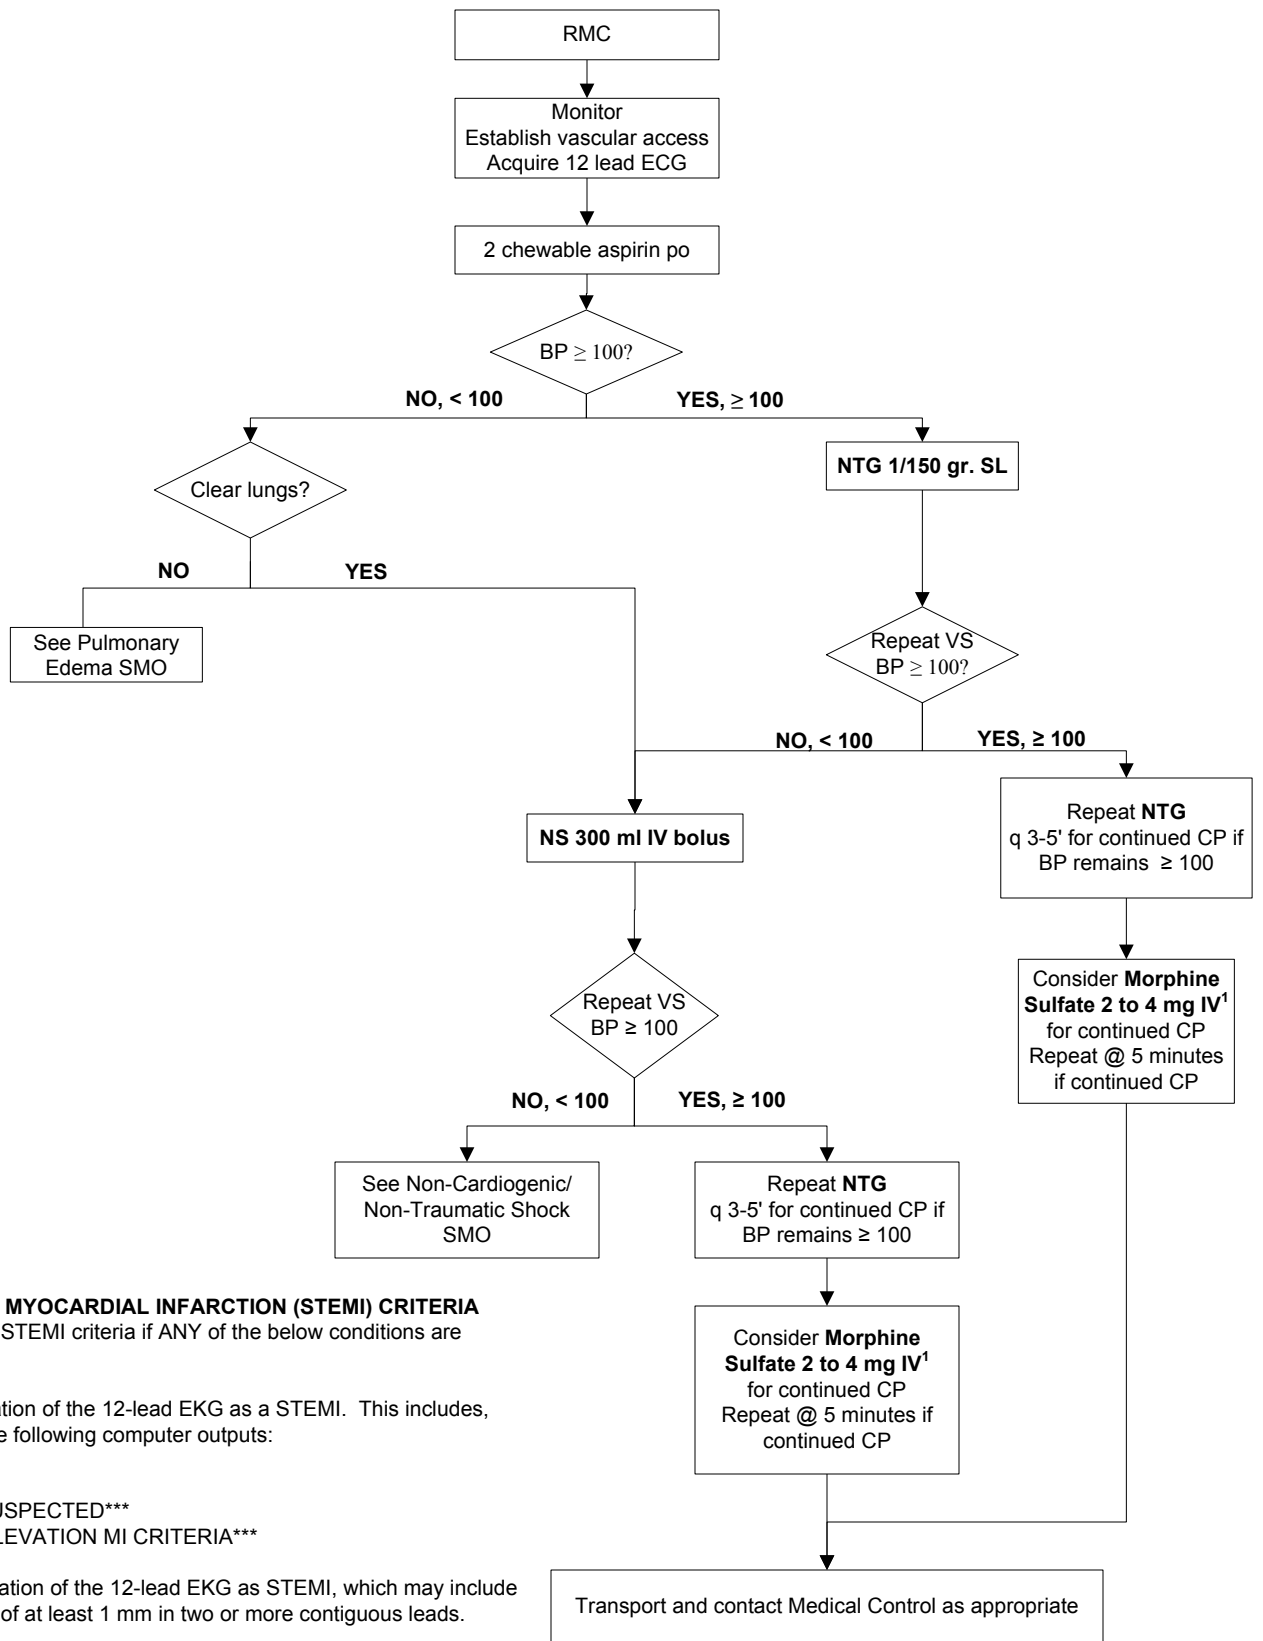 RMC
Monitor
Establish vascular access
Acquire 12 lead ECG
2 chewable aspirin po
BP ≥ 100?
NO, < 100
YES, ≥ 100
Clear lungs?
NTG 1/150 gr. SL
NO
YES
See Pulmonary
Edema SMO
Repeat VS
BP ≥ 100?
NO, < 100
YES, ≥ 100
NS 300 ml IV bolus
Repeat NTG
q 3-5' for continued CP if
BP remains ≥ 100
Consider Morphine
Sulfate 2 to 4 mg IV¹
for continued CP
Repeat @ 5 minutes
if continued CP
Repeat VS
BP ≥ 100
NO, < 100
YES, ≥ 100
See Non-Cardiogenic/
Non-Traumatic Shock
SMO
Repeat NTG
q 3-5' for continued CP if
BP remains ≥ 100
Consider Morphine
Sulfate 2 to 4 mg IV¹
for continued CP
Repeat @ 5 minutes if
continued CP
MYOCARDIAL INFARCTION (STEMI) CRITERIA
STEMI criteria if ANY of the below conditions are
ation of the 12-lead EKG as a STEMI. This includes,
e following computer outputs:
USPECTED***
LEVATION MI CRITERIA***
ation of the 12-lead EKG as STEMI, which may include
of at least 1 mm in two or more contiguous leads.
Transport and contact Medical Control as appropriate